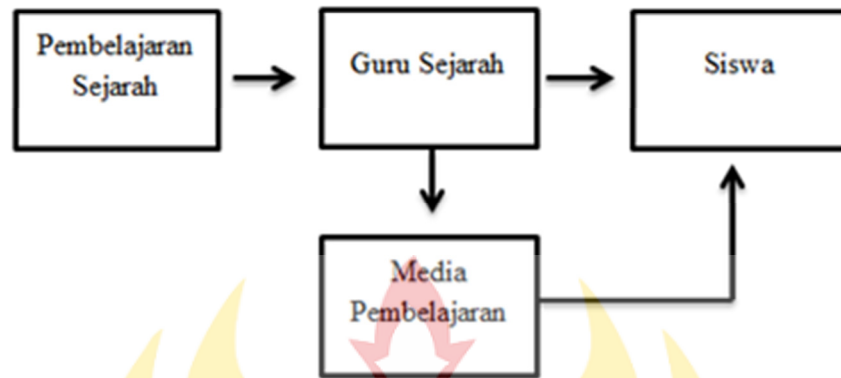 Pembelajaran
Sejarah
Guru Sejarah
Siswa
Media
Pembelajaran